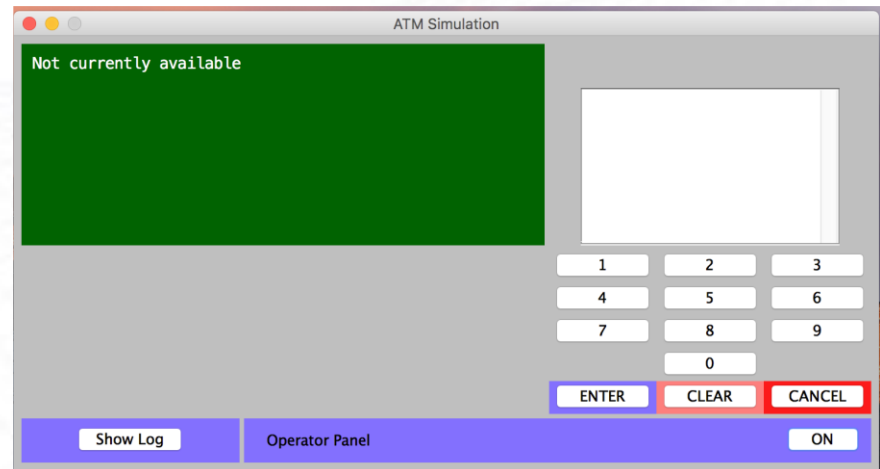 ATM Simulation
Not currently available
1 2 3
4 5 6
7 8 9
0
ENTER CLEAR CANCEL
Show Log Operator Panel ON